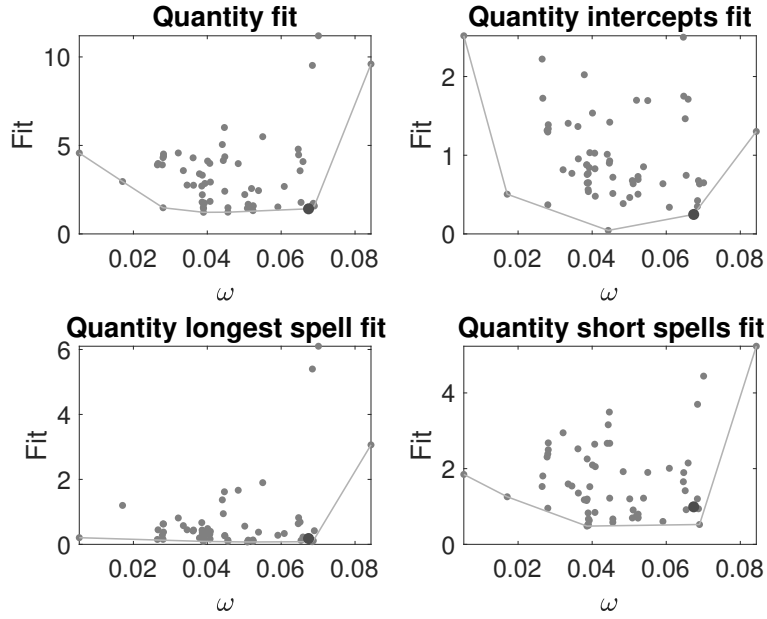 Quantity fit
Fit
10
5
0
0.02 0.04 0.06 0.08
ω
Quantity intercepts fit
Fit
2
1
0
0.02 0.04 0.06 0.08
ω
Quantity longest spell fit
Fit
6
4
2
0
0.02 0.04 0.06 0.08
ω
Quantity short spells fit
Fit
4
2
0
0.02 0.04 0.06 0.08
ω